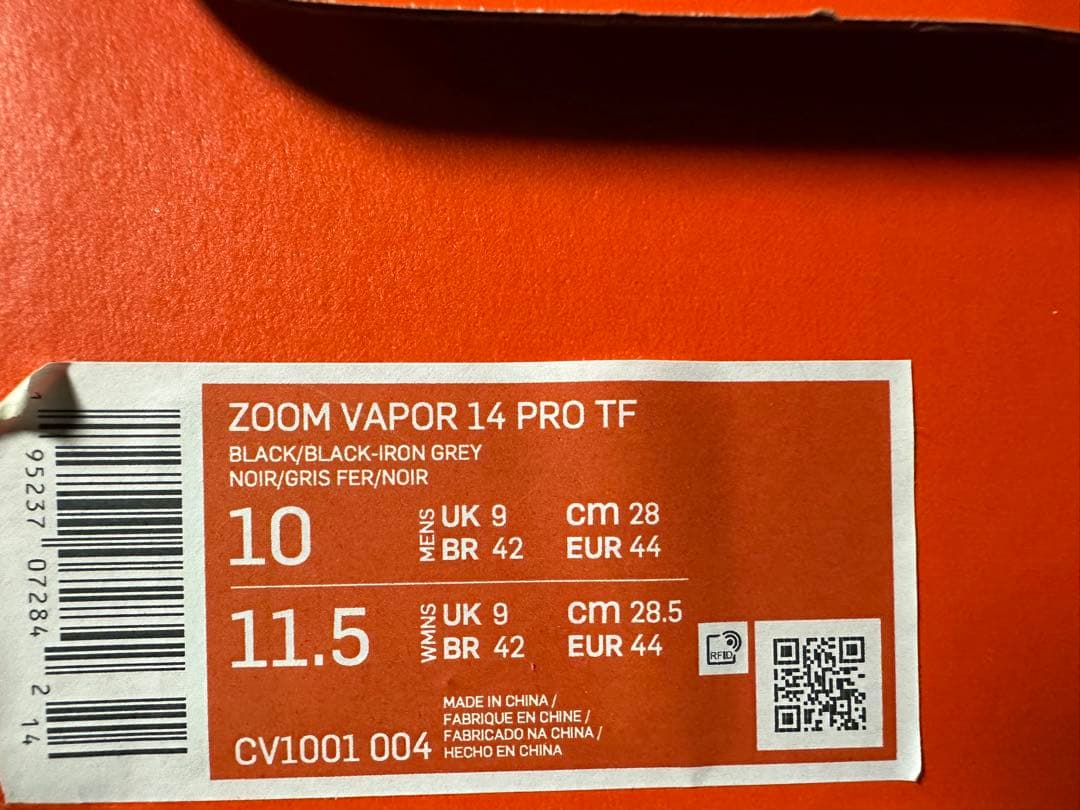 ZOOM VAPOR 14 PRO TF
BLACK/BLACK-IRON GREY
NOIR/GRIS FER/NOIR
10 MENS UK 9 cm 28
BR 42 EUR 44
11.5 WMNS UK 9 cm 28.5
BR 42 EUR 44
RFID
MADE IN CHINA /
FABRIQUE EN CHINE /
FABRICADO NA CHINA /
HECHO EN CHINA
CV1001 004
1 95237 07284 2 14